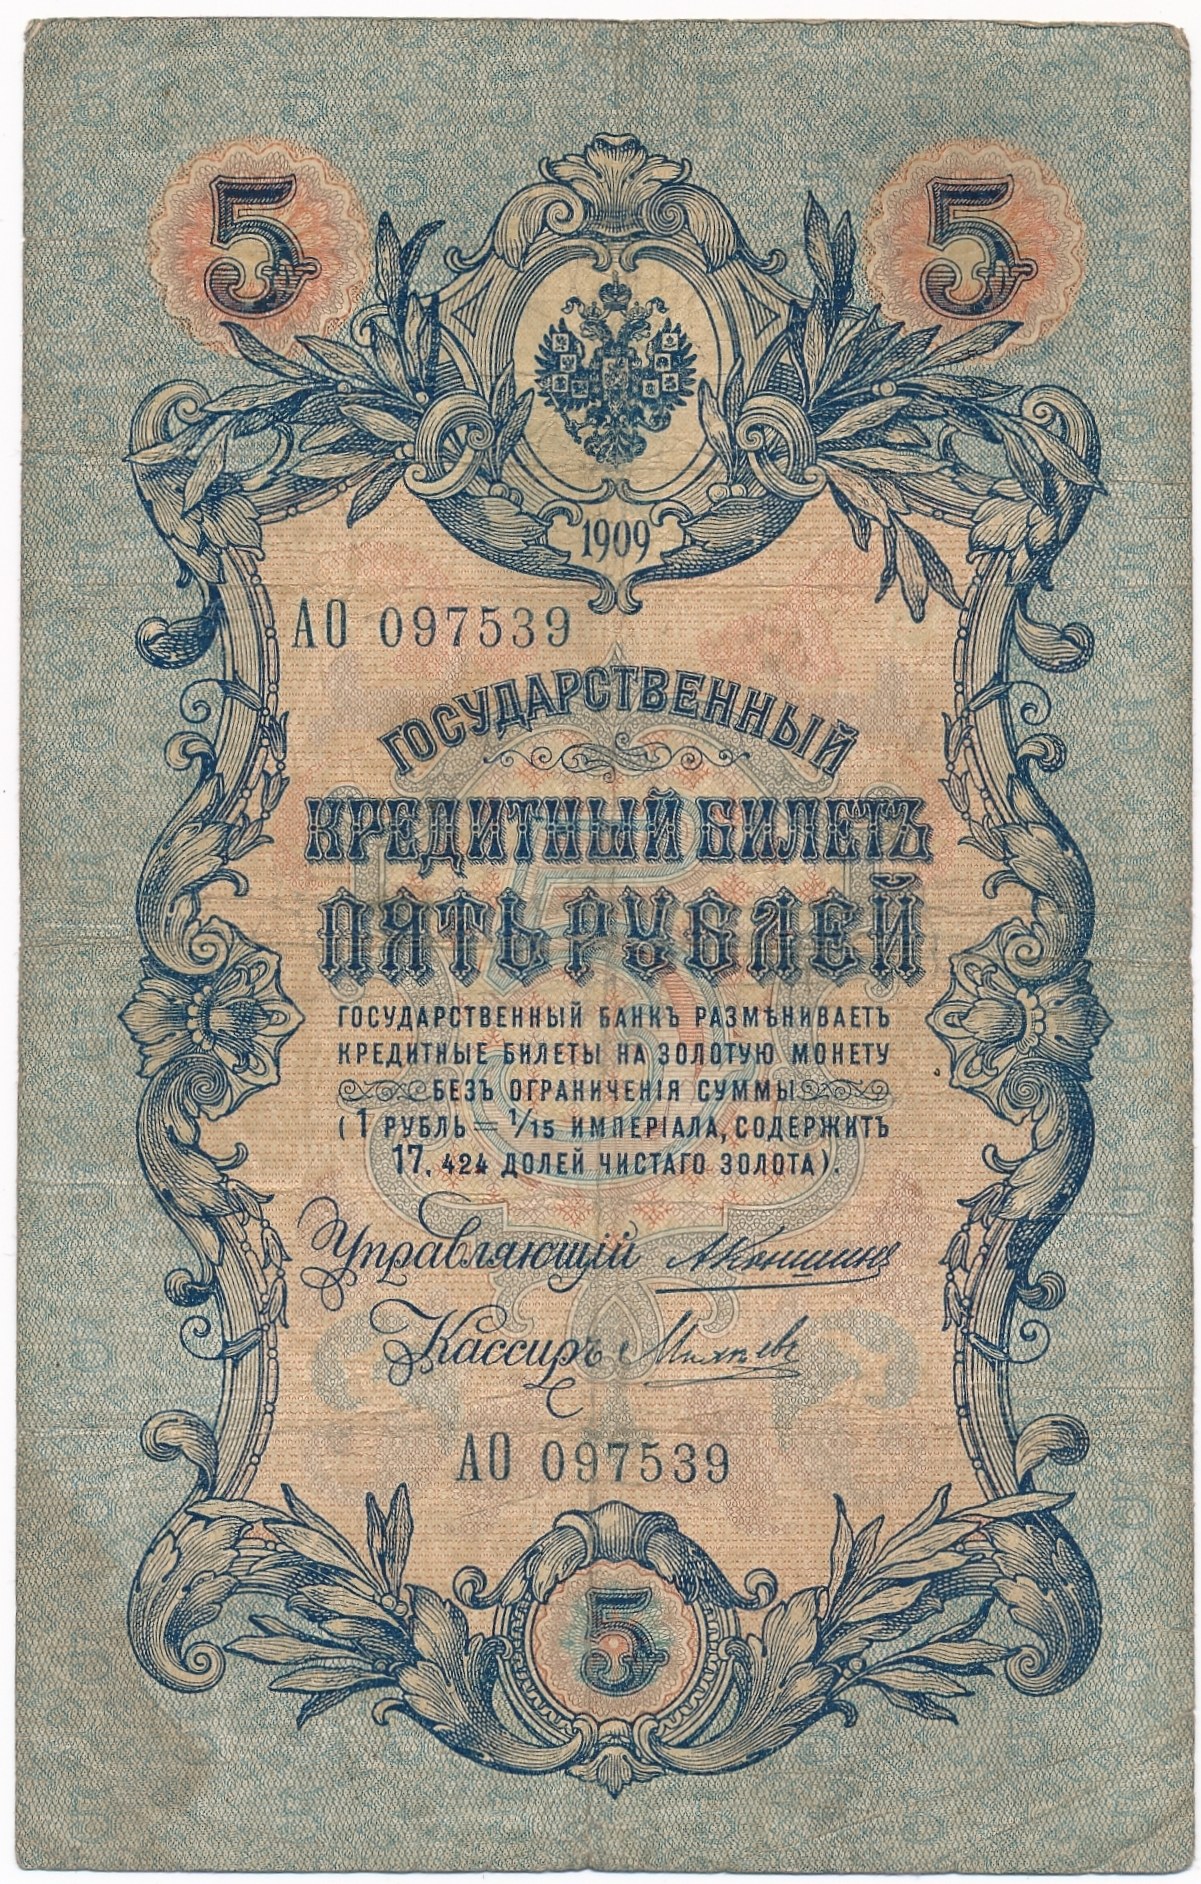 5 5
1909
АО 097539
ГОСУДАРСТВЕННЫЙ
КРЕДИТНЫЙ БИЛЕТЪ
ПЯТЬ РУБЛЕЙ
ГОСУДАРСТВЕННЫЙ БАНКЪ РАЗМѢНИВАЕТЪ
КРЕДИТНЫЕ БИЛЕТЫ НА ЗОЛОТУЮ МОНЕТУ
БЕЗЪ ОГРАНИЧЕНІЯ СУММЫ
(1 РУБЛЬ = 1/15 ИМПЕРІАЛА, СОДЕРЖИТЪ
17,424 ДОЛЕЙ ЧИСТАГО ЗОЛОТА).
Управляющій АКоншинъ
Кассиръ
АО 097539
5